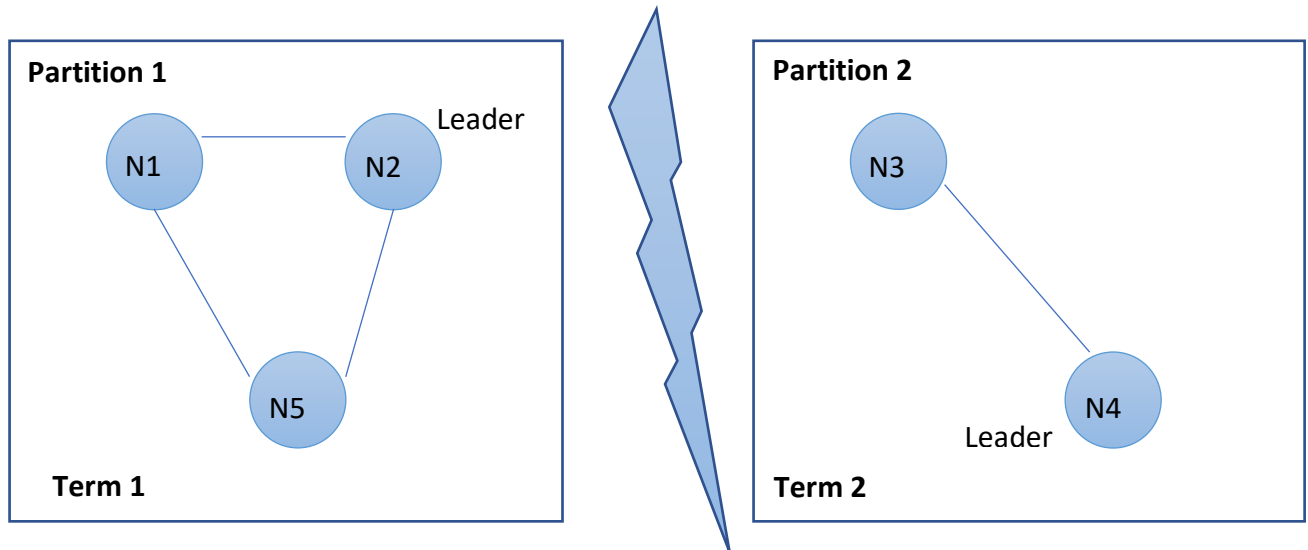 Partition 1
Leader
N1
N2
N5
Term 1
Partition 2
N3
N4
Leader
Term 2